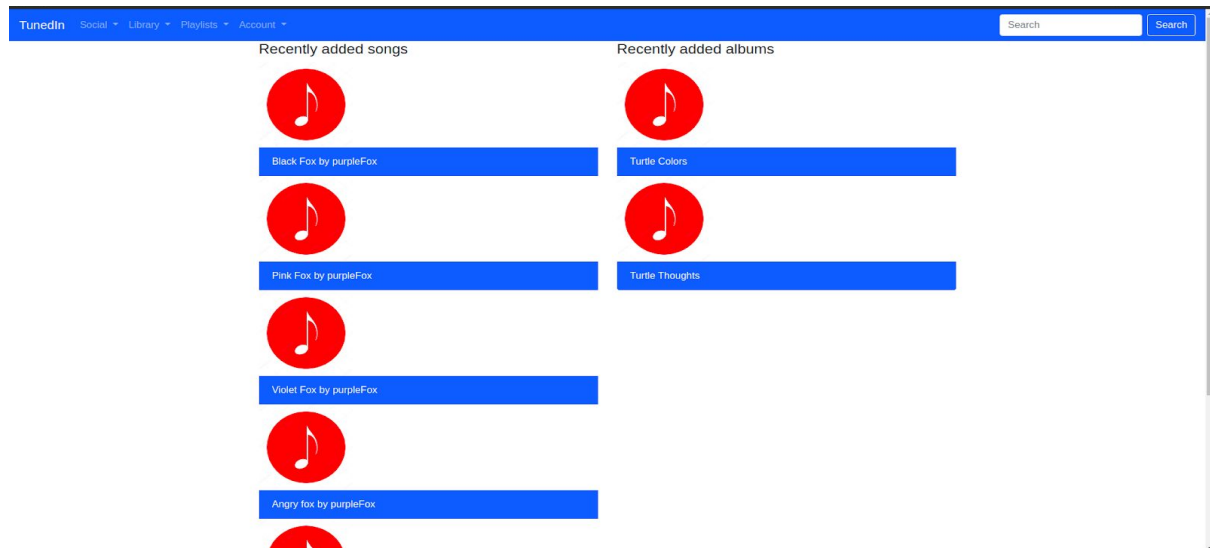 TunedIn Social Library Playlists Account Search Search
Recently added songs
Black Fox by purpleFox
Pink Fox by purpleFox
Violet Fox by purpleFox
Angry fox by purpleFox
Recently added albums
Turtle Colors
Turtle Thoughts